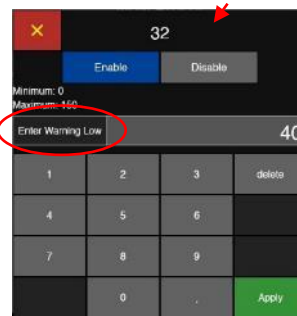 × 32
Enable Disable
Minimum: 0
Maximum: 150
Enter Warning Low 40
1 2 3 delete
4 5 6
7 8 9
0 . Apply